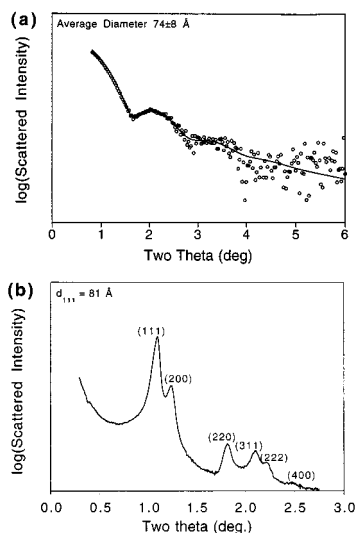 (a)
Average Diameter 74±8 Å
log(Scattered Intensity)
0 1 2 3 4 5 6
Two Theta (deg)
(b)
d111 = 81 Å
(111)
(200)
(220)
(311)
(222)
(400)
log(Scattered Intensity)
0.0 0.5 1.0 1.5 2.0 2.5 3.0
Two theta (deg.)